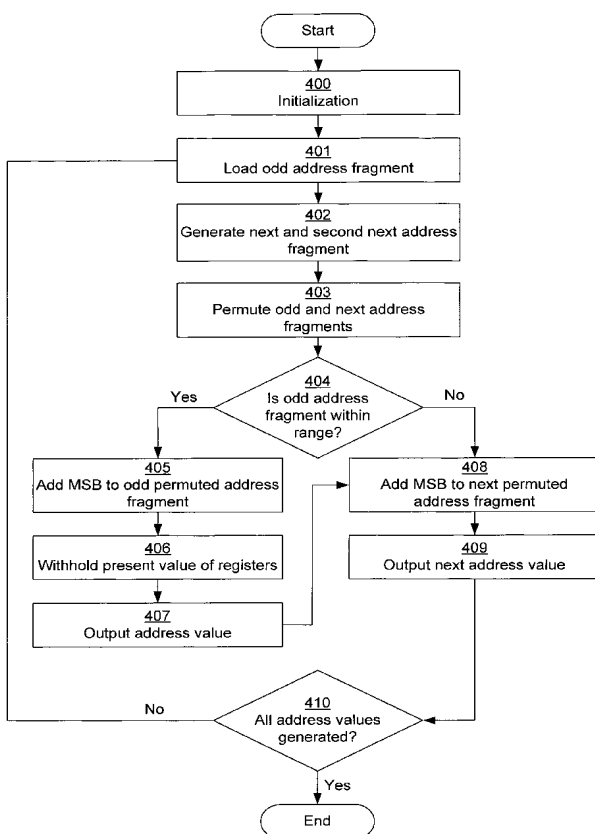 Start
400
Initialization
401
Load odd address fragment
402
Generate next and second next address
fragment
403
Permute odd and next address
fragments
404
Is odd address
fragment within
range?
Yes
No
405
Add MSB to odd permuted address
fragment
408
Add MSB to next permuted
address fragment
406
Withhold present value of registers
409
Output next address value
407
Output address value
410
All address values
generated?
No
Yes
End